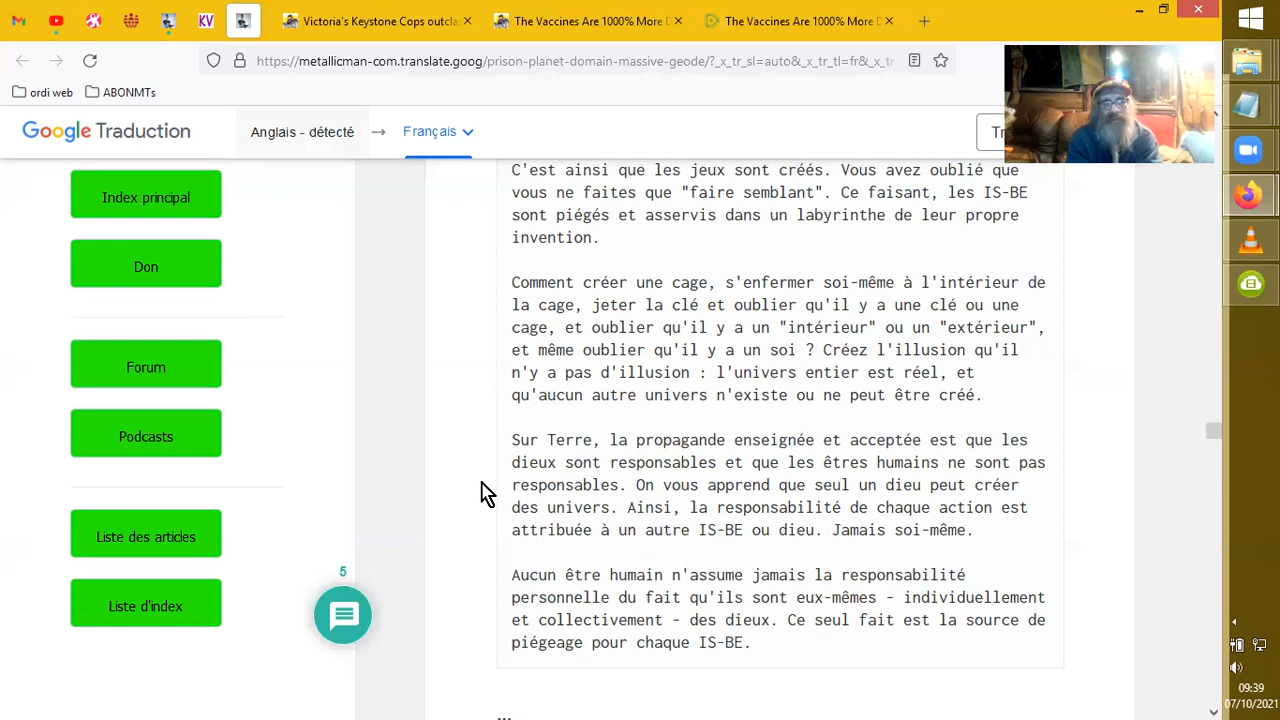 KV
Victoria's Keystone Cops outcla
The Vaccines Are 1000% More D
The Vaccines Are 1000% More D
https://metallicman-com.translate.goog/prison-planet-domain-massive-geode/?_x_tr_sl=auto&_x_tr_tl=fr&_x_tr
ordi web
ABONMTs
Google Traduction
Anglais - détecté
Français
Tr
Index principal
Don
Forum
Podcasts
Liste des articles
Liste d'index
5
C'est ainsi que les jeux sont créés. Vous avez oublié que
vous ne faites que "faire semblant". Ce faisant, les IS-BE
sont piégés et asservis dans un labyrinthe de leur propre
invention.
Comment créer une cage, s'enfermer soi-même à l'intérieur de
la cage, jeter la clé et oublier qu'il y a une clé ou une
cage, et oublier qu'il y a un "intérieur" ou un "extérieur",
et même oublier qu'il y a un soi ? Créez l'illusion qu'il
n'y a pas d'illusion : l'univers entier est réel, et
qu'aucun autre univers n'existe ou ne peut être créé.
Sur Terre, la propagande enseignée et acceptée est que les
dieux sont responsables et que les êtres humains ne sont pas
responsables. On vous apprend que seul un dieu peut créer
des univers. Ainsi, la responsabilité de chaque action est
attribuée à un autre IS-BE ou dieu. Jamais soi-même.
Aucun être humain n'assume jamais la responsabilité
personnelle du fait qu'ils sont eux-mêmes - individuellement
et collectivement - des dieux. Ce seul fait est la source de
piégeage pour chaque IS-BE.
...
09:39
07/10/2021